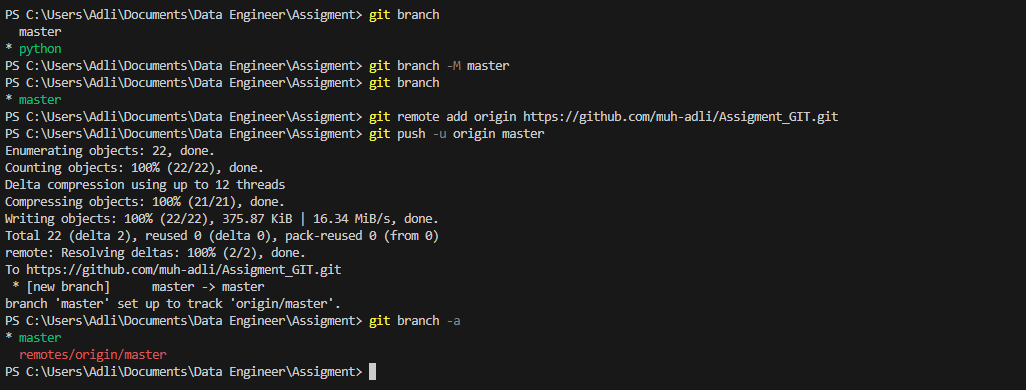 PS C:\Users\Adli\Documents\Data Engineer\Assigment> git branch
  master
* python
PS C:\Users\Adli\Documents\Data Engineer\Assigment> git branch -M master
PS C:\Users\Adli\Documents\Data Engineer\Assigment> git branch
* master
PS C:\Users\Adli\Documents\Data Engineer\Assigment> git remote add origin https://github.com/muh-adli/Assigment_GIT.git
PS C:\Users\Adli\Documents\Data Engineer\Assigment> git push -u origin master
Enumerating objects: 22, done.
Counting objects: 100% (22/22), done.
Delta compression using up to 12 threads
Compressing objects: 100% (21/21), done.
Writing objects: 100% (22/22), 375.87 KiB | 16.34 MiB/s, done.
Total 22 (delta 2), reused 0 (delta 0), pack-reused 0 (from 0)
remote: Resolving deltas: 100% (2/2), done.
To https://github.com/muh-adli/Assigment_GIT.git
 * [new branch]      master -> master
branch 'master' set up to track 'origin/master'.
PS C:\Users\Adli\Documents\Data Engineer\Assigment> git branch -a
* master
  remotes/origin/master
PS C:\Users\Adli\Documents\Data Engineer\Assigment>